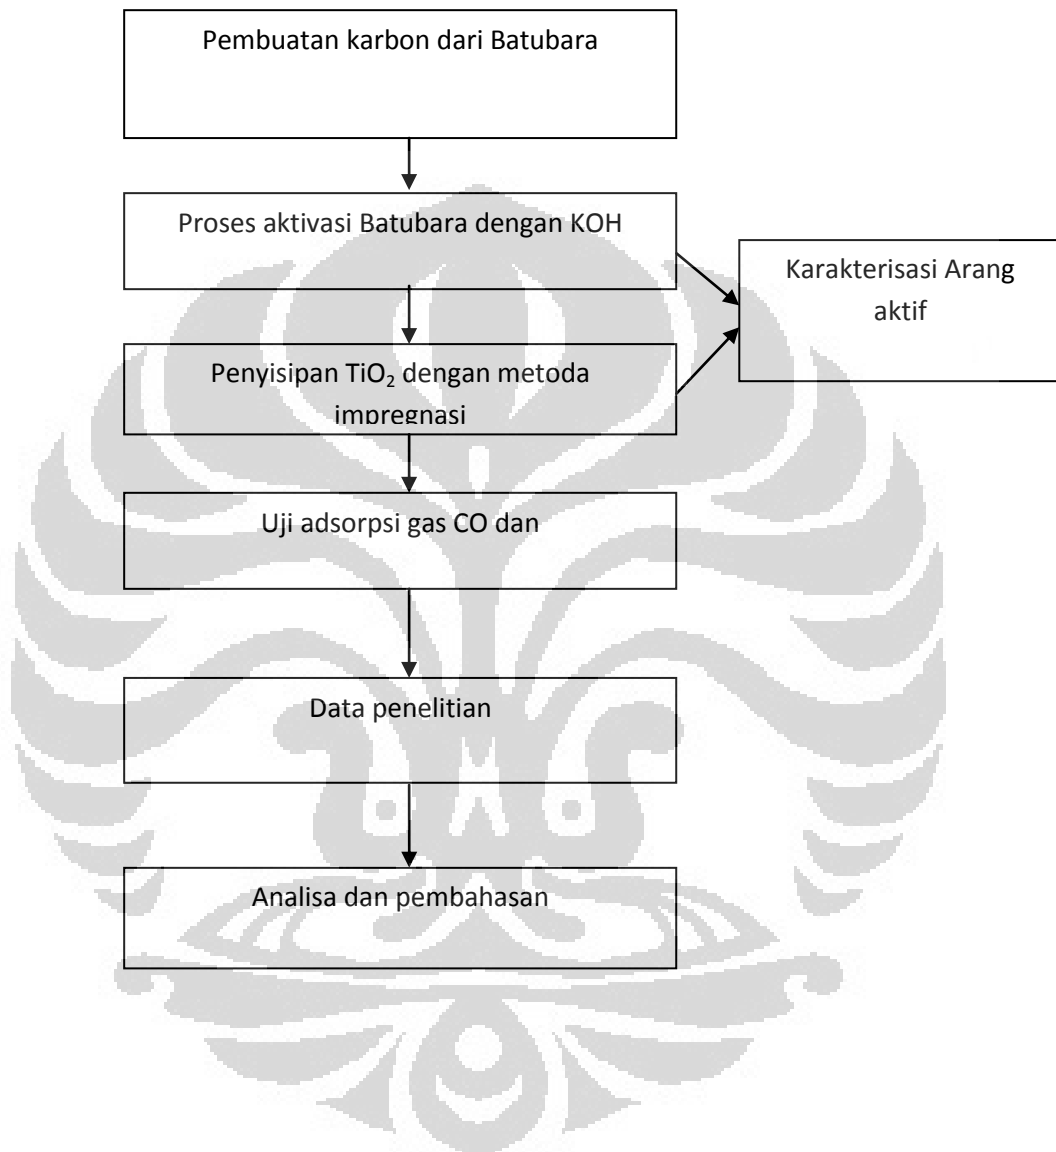 Pembuatan karbon dari Batubara
Proses aktivasi Batubara dengan KOH
Karakterisasi Arang
aktif
Penyisipan TiO₂ dengan metoda
impregnasi
Uji adsorpsi gas CO dan
Data penelitian
Analisa dan pembahasan